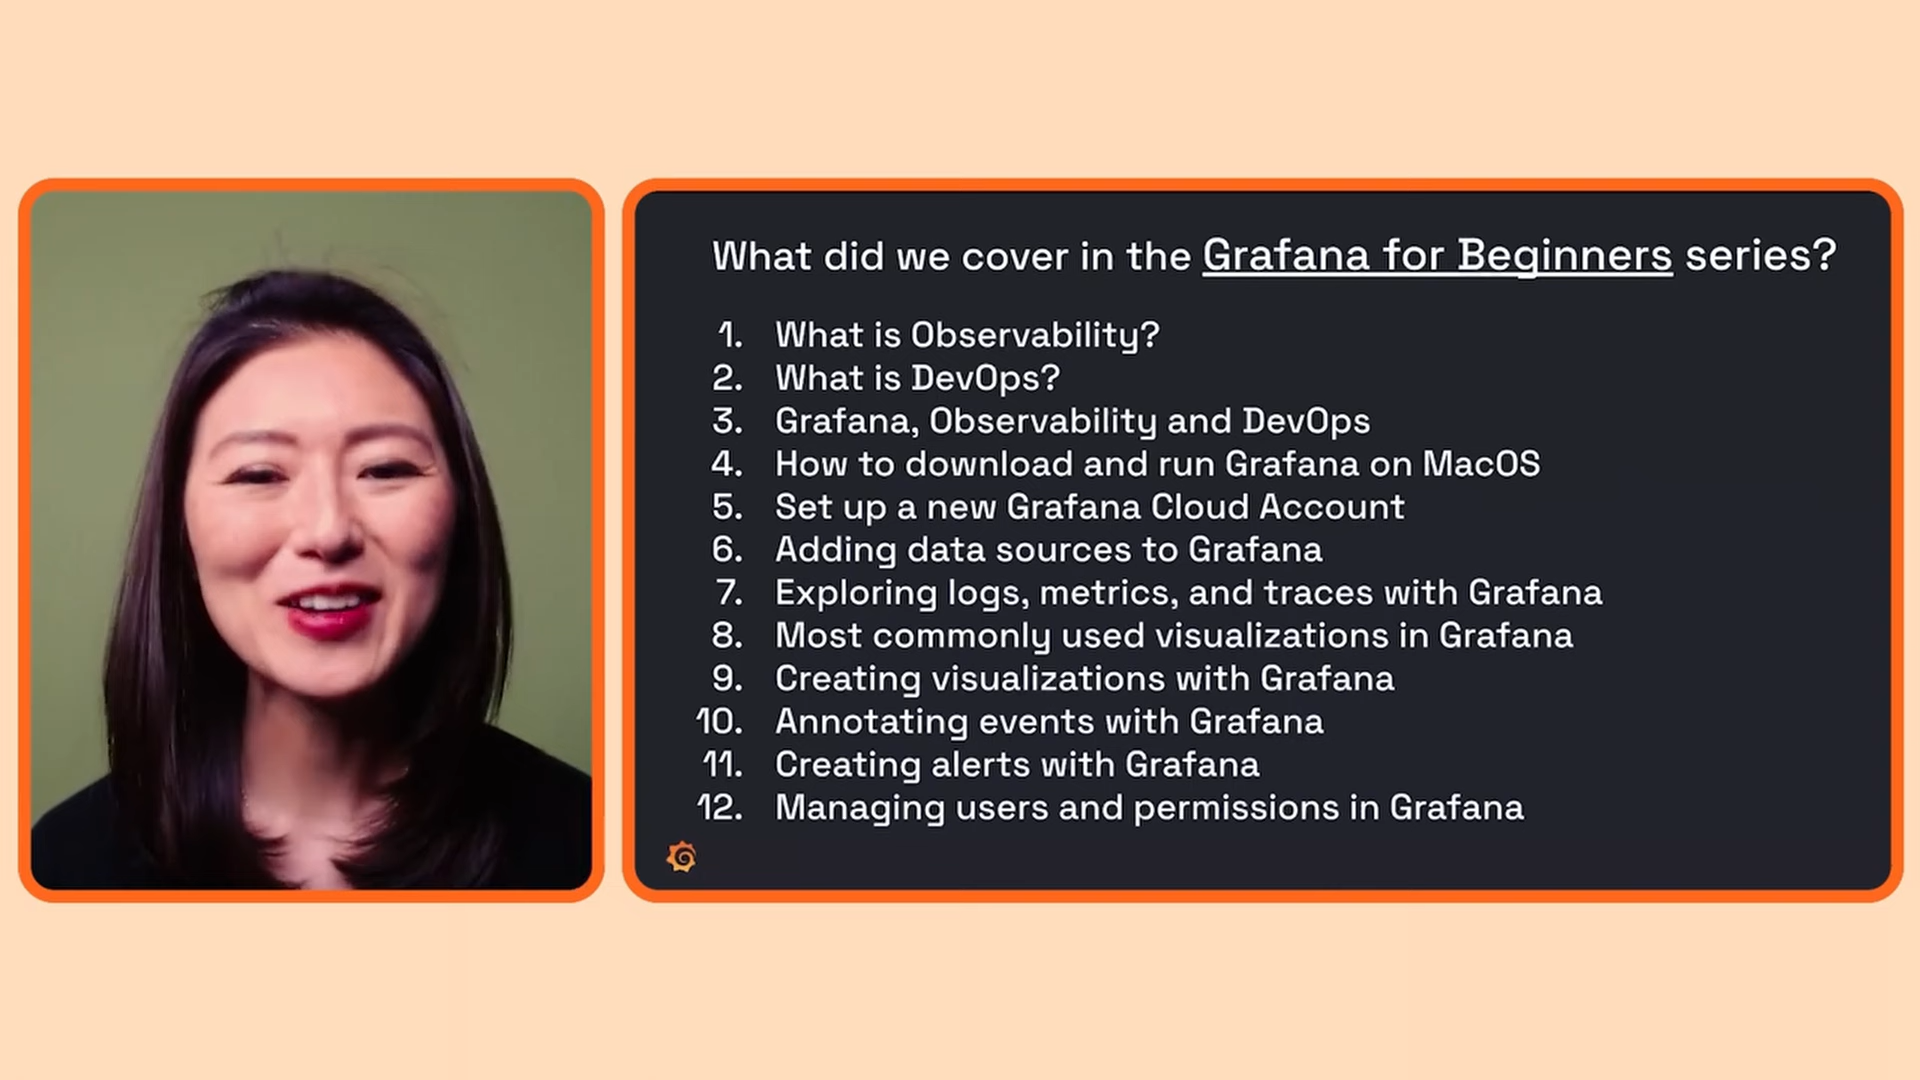 What did we cover in the Grafana for Beginners series?
1. What is Observability?
2. What is DevOps?
3. Grafana, Observability and DevOps
4. How to download and run Grafana on MacOS
5. Set up a new Grafana Cloud Account
6. Adding data sources to Grafana
7. Exploring logs, metrics, and traces with Grafana
8. Most commonly used visualizations in Grafana
9. Creating visualizations with Grafana
10. Annotating events with Grafana
11. Creating alerts with Grafana
12. Managing users and permissions in Grafana